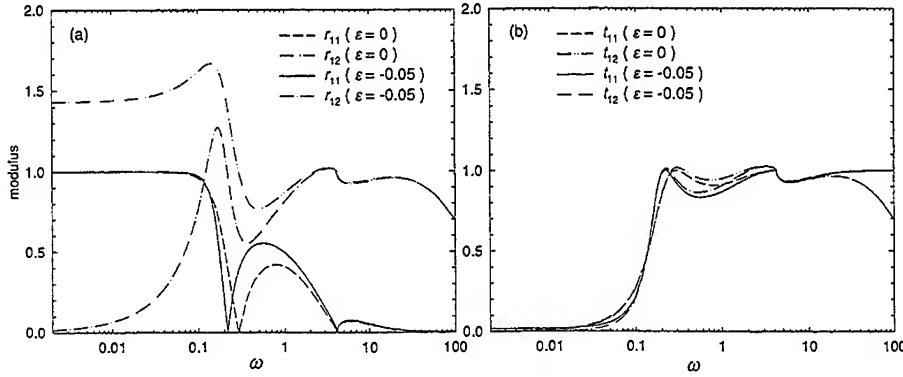 2.0
(a)
r11 ( ε = 0 )
r12 ( ε = 0 )
r11 ( ε = -0.05)
r12 ( ε = -0.05)
1.5
1.0
0.5
0.0
modulus
0.01
0.1
1
10
100
ω
2.0
(b)
t11 ( ε = 0)
t12 ( ε = 0)
t11 ( ε = -0.05)
t12 ( ε = -0.05)
1.5
1.0
0.5
0.0
0.01
0.1
1
10
100
ω